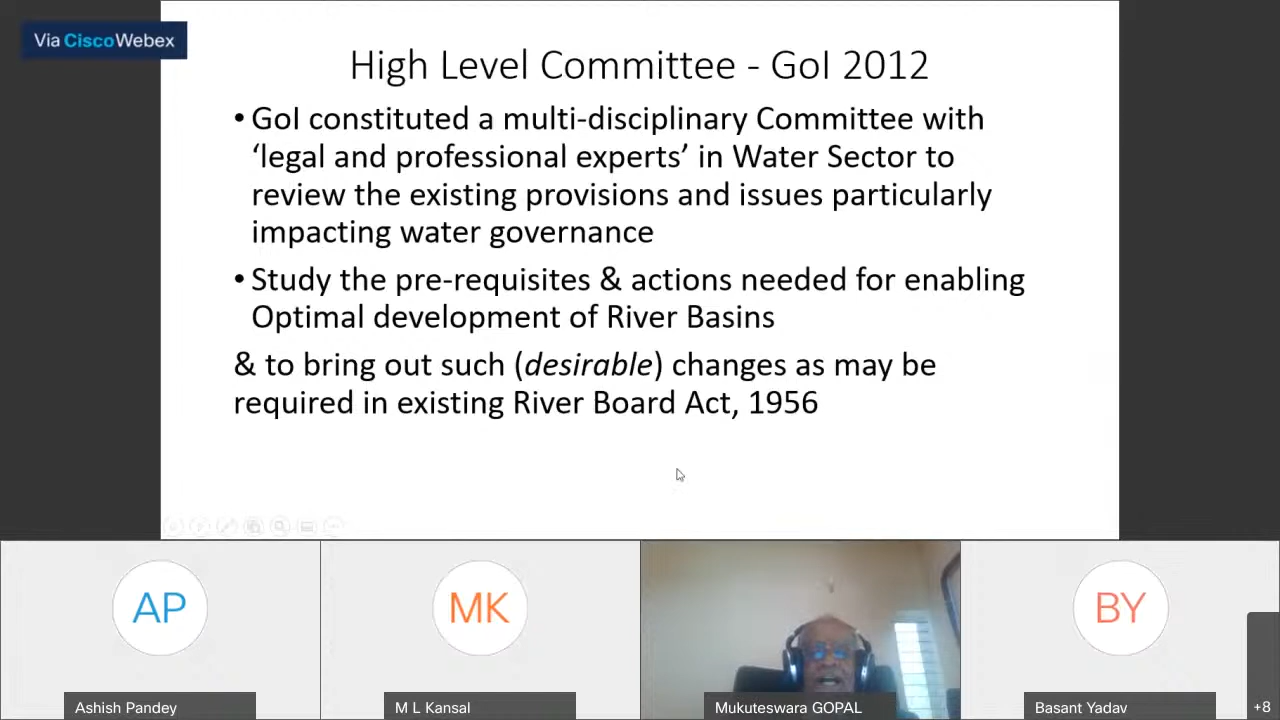 Via Cisco Webex
High Level Committee - GoI 2012
• GoI constituted a multi-disciplinary Committee with
‘legal and professional experts’ in Water Sector to
review the existing provisions and issues particularly
impacting water governance
• Study the pre-requisites & actions needed for enabling
Optimal development of River Basins
& to bring out such (desirable) changes as may be
required in existing River Board Act, 1956
AP
MK
BY
Ashish Pandey
M L Kansal
Mukuteswara GOPAL
Basant Yadav
+8